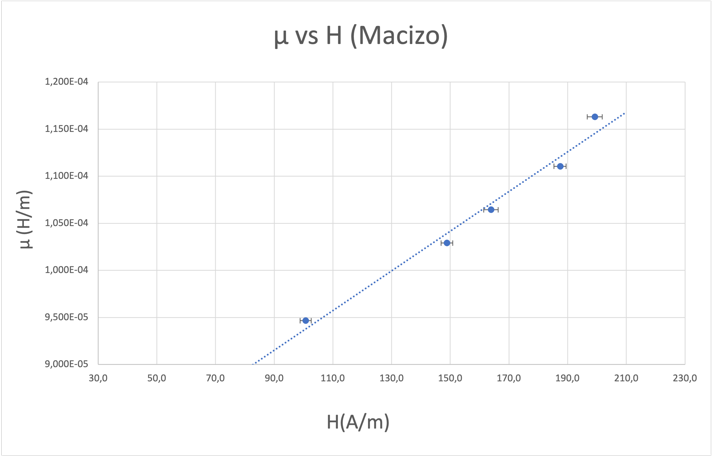 μ vs H (Macizo)
1,200E-04
1,150E-04
1,100E-04
1,050E-04
1,000E-04
9,500E-05
9,000E-05
μ (H/m)
30,0 50,0 70,0 90,0 110,0 130,0 150,0 170,0 190,0 210,0 230,0
H(A/m)